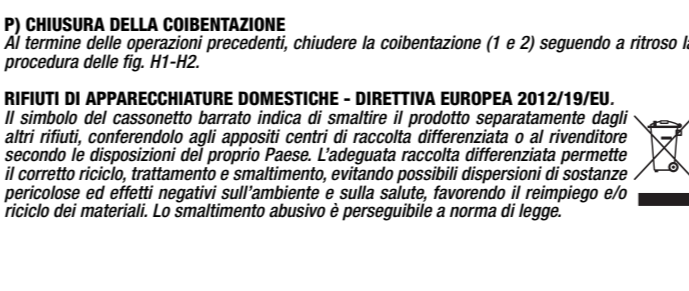 P) CHIUSURA DELLA COIBENTAZIONE
Al termine delle operazioni precedenti, chiudere la coibentazione (1 e 2) seguendo a ritroso la
procedura delle fig. H1-H2.
RIFIUTI DI APPARECCHIATURE DOMESTICHE - DIRETTIVA EUROPEA 2012/19/EU.
Il simbolo del cassonetto barrato indica di smaltire il prodotto separatamente dagli
altri rifiuti, conferendolo agli appositi centri di raccolta differenziata o al rivenditore
secondo le disposizioni del proprio Paese. L'adeguata raccolta differenziata permette
il corretto riciclo, trattamento e smaltimento, evitando possibili dispersioni di sostanze
pericolose ed effetti negativi sull'ambiente e sulla salute, favorendo il reimpiego e/o
riciclo dei materiali. Lo smaltimento abusivo è perseguibile a norma di legge.